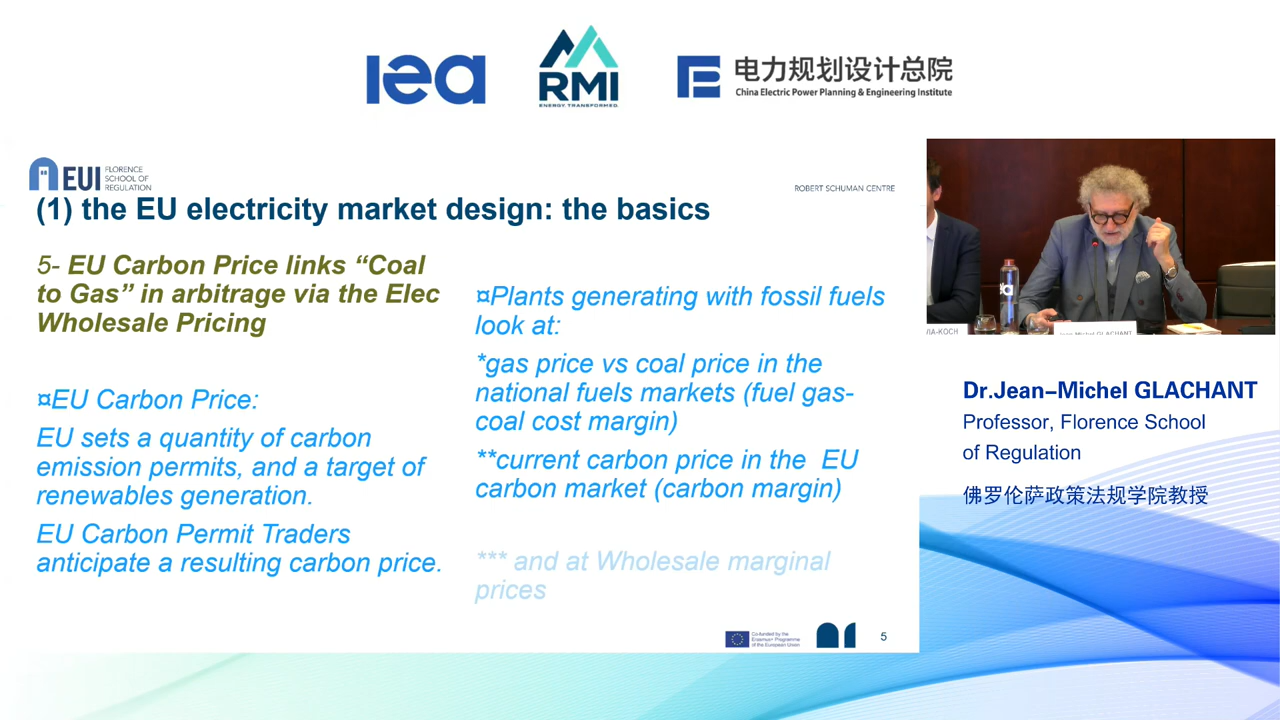 iea
RMI
ENERGY. TRANSFORMED.
电力规划设计总院
China Electric Power Planning & Engineering Institute
EUI
FLORENCE
SCHOOL OF
REGULATION
ROBERT SCHUMAN CENTRE
(1) the EU electricity market design: the basics
5- EU Carbon Price links “Coal
to Gas” in arbitrage via the Elec
Wholesale Pricing
¤EU Carbon Price:
EU sets a quantity of carbon
emission permits, and a target of
renewables generation.
EU Carbon Permit Traders
anticipate a resulting carbon price.
¤Plants generating with fossil fuels
look at:
*gas price vs coal price in the
national fuels markets (fuel gas-
coal cost margin)
**current carbon price in the EU
carbon market (carbon margin)
*** and at Wholesale marginal
prices
Co-funded by the
Erasmus+ Programme
of the European Union
5
Jean-Michel GLACHANT
Dr.Jean-Michel GLACHANT
Professor, Florence School
of Regulation
佛罗伦萨政策法规学院教授